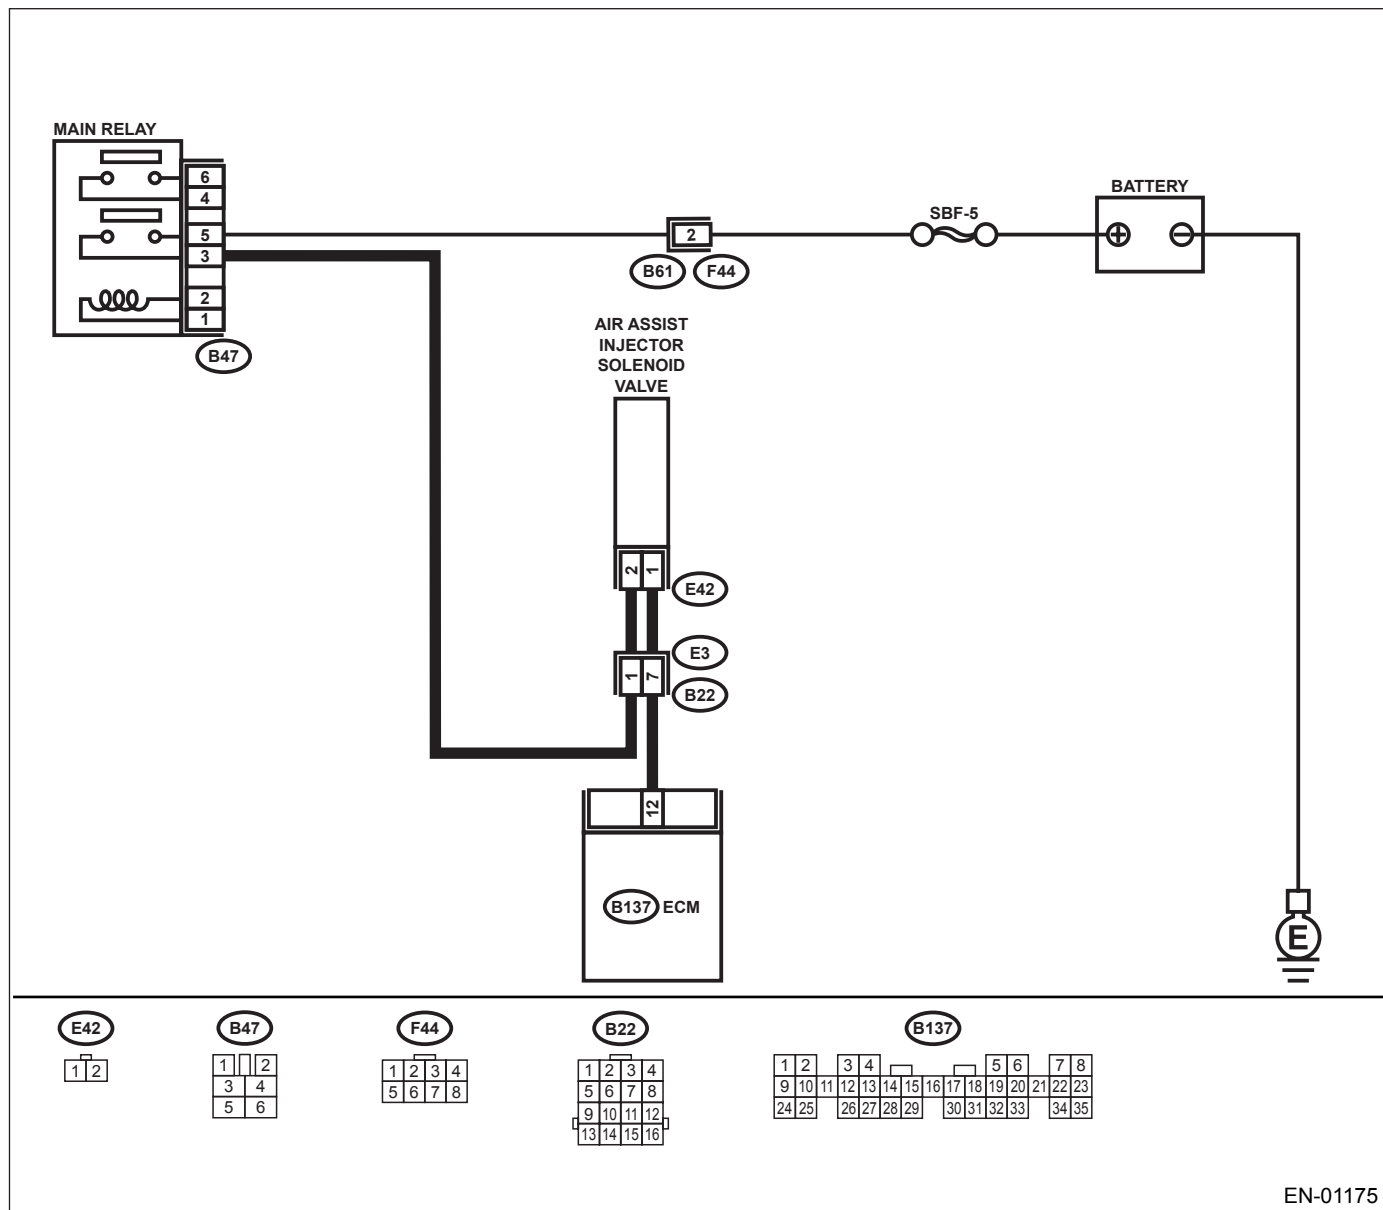 MAIN RELAY
6
4
5
3
2
1
B47
2
B61 F44
SBF-5
BATTERY
+ −
AIR ASSIST
INJECTOR
SOLENOID
VALVE
2 1
E42
E3
1 7
B22
12
B137 ECM
E
E42
1 2
B47
1 2
3 4
5 6
F44
1 2 3 4
5 6 7 8
B22
1 2 3 4
5 6 7 8
9 10 11 12
13 14 15 16
B137
1 2 3 4 5 6 7 8
9 10 11 12 13 14 15 16 17 18 19 20 21 22 23
24 25 26 27 28 29 30 31 32 33 34 35
EN-01175